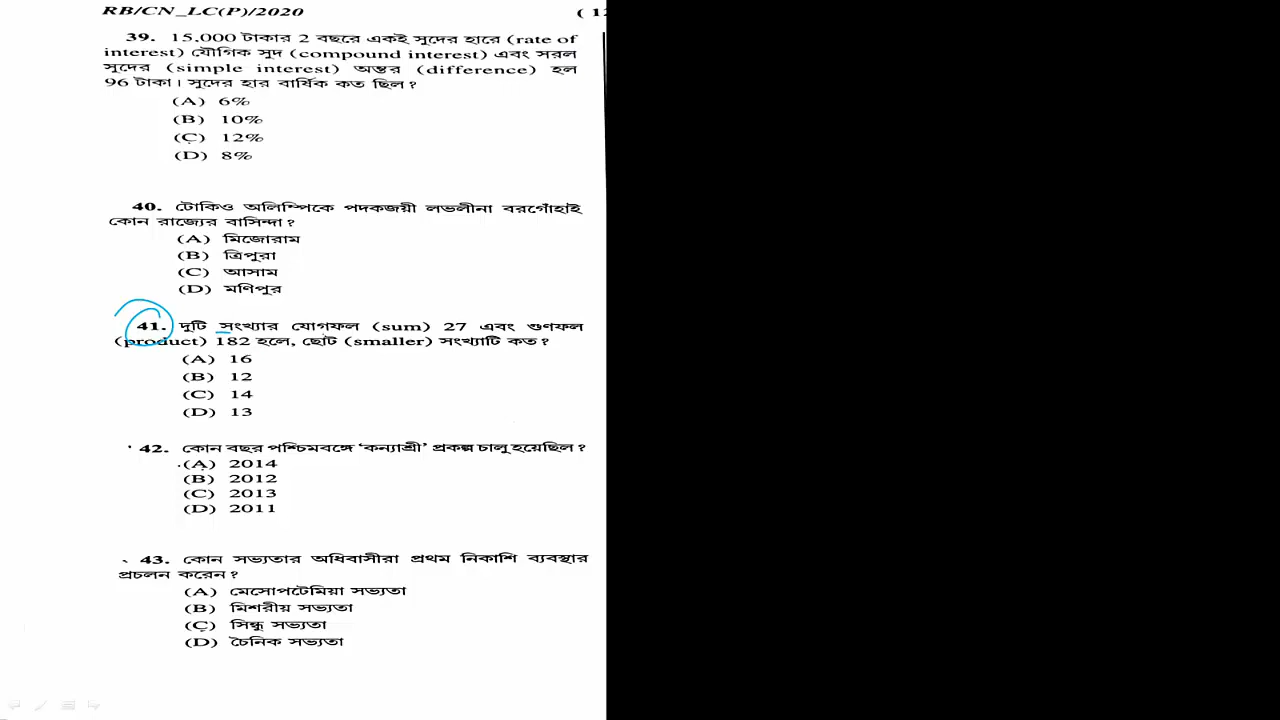 RB/CN_LC(P)/2020 ( 12
39. 15,000 টাকার 2 বছরে একই সুদের হারে (rate of
interest) যৌগিক সুদ (compound interest) এবং সরল
সুদের (simple interest) অন্তর (difference) হল
96 টাকা। সুদের হার বার্ষিক কত ছিল?
(A) 6%
(B) 10%
(C) 12%
(D) 8%
40. টোকিও অলিম্পিকে পদকজয়ী লভলীনা বরগোঁহাই
কোন রাজ্যের বাসিন্দা?
(A) মিজোরাম
(B) ত্রিপুরা
(C) আসাম
(D) মণিপুর
41. দুটি সংখ্যার যোগফল (sum) 27 এবং গুণফল
(product) 182 হলে, ছোট (smaller) সংখ্যাটি কত?
(A) 16
(B) 12
(C) 14
(D) 13
42. কোন বছর পশ্চিমবঙ্গে ‘কন্যাশ্রী’ প্রকল্প চালু হয়েছিল?
(A) 2014
(B) 2012
(C) 2013
(D) 2011
43. কোন সভ্যতার অধিবাসীরা প্রথম নিকাশি ব্যবস্থার
প্রচলন করেন?
(A) মেসোপটেমিয়া সভ্যতা
(B) মিশরীয় সভ্যতা
(C) সিন্ধু সভ্যতা
(D) চৈনিক সভ্যতা